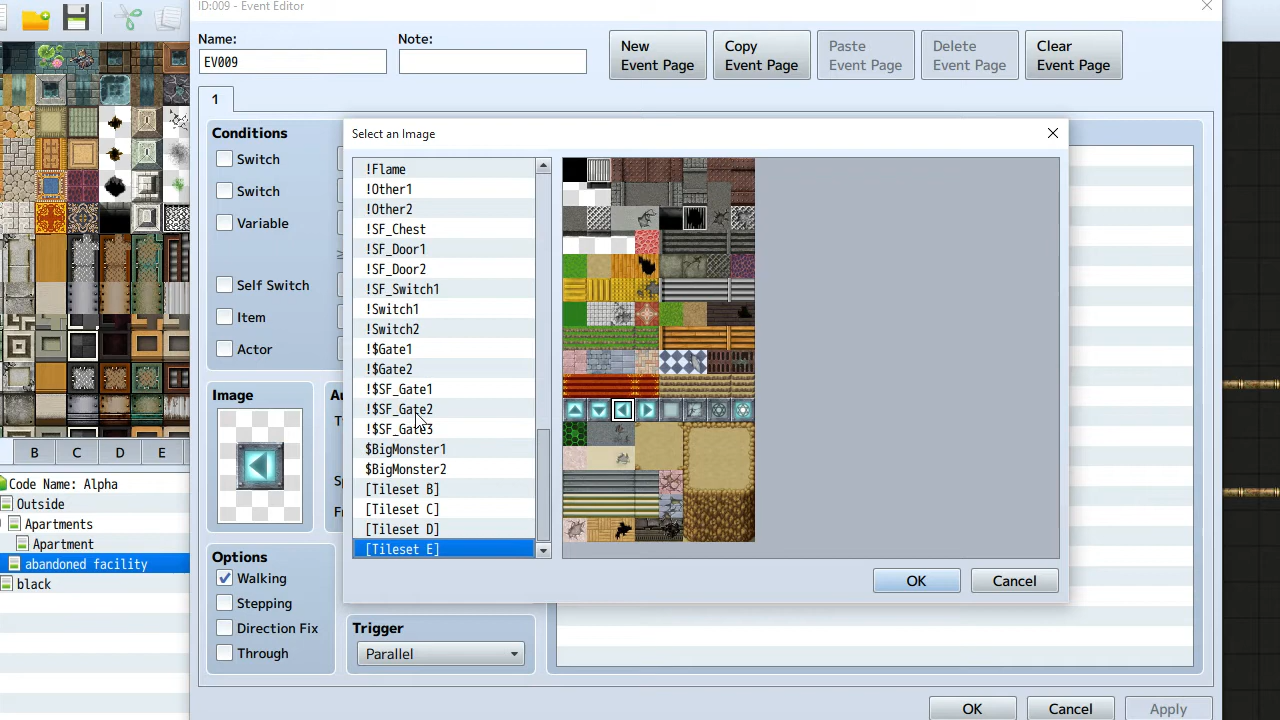 ID:009 - Event Editor
Name:
Note:
EV009
New
Event Page
Copy
Event Page
Paste
Event Page
Delete
Event Page
Clear
Event Page
1
Conditions
Switch
Switch
Variable
Self Switch
Item
Actor
Image
Options
Walking
Stepping
Direction Fix
Through
Trigger
Parallel
Select an Image
!Flame
!Other1
!Other2
!SF_Chest
!SF_Door1
!SF_Door2
!SF_Switch1
!Switch1
!Switch2
!$Gate1
!$Gate2
!$SF_Gate1
!$SF_Gate2
!$SF_Gate3
$BigMonster1
$BigMonster2
[Tileset B]
[Tileset C]
[Tileset D]
[Tileset E]
OK
Cancel
B
C
D
E
Code Name: Alpha
Outside
Apartments
Apartment
abandoned facility
black
OK
Cancel
Apply